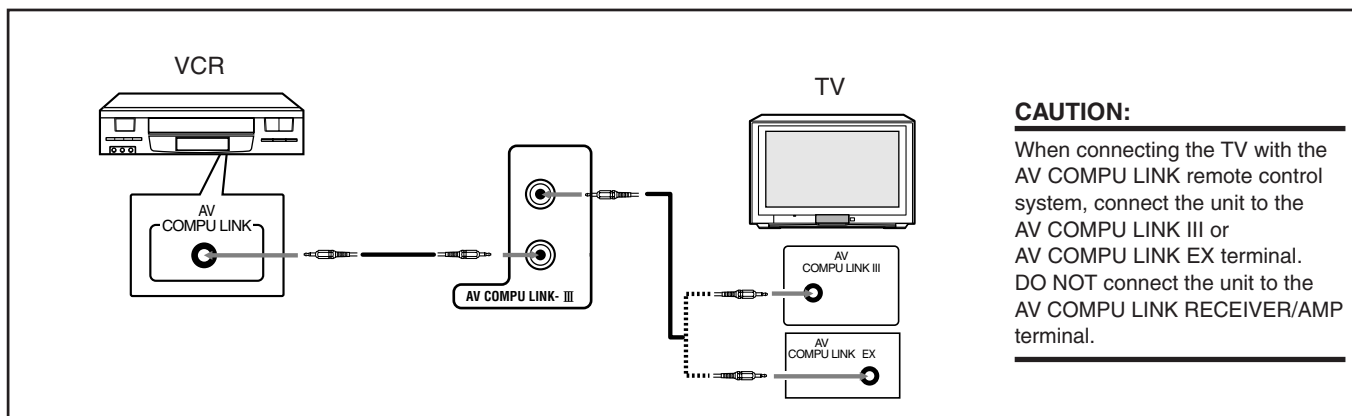 VCR
AV
COMPU LINK
AV COMPU LINK- III
TV
AV
COMPU LINK III
AV
COMPU LINK EX
CAUTION:
When connecting the TV with the
AV COMPU LINK remote control
system, connect the unit to the
AV COMPU LINK III or
AV COMPU LINK EX terminal.
DO NOT connect the unit to the
AV COMPU LINK RECEIVER/AMP
terminal.